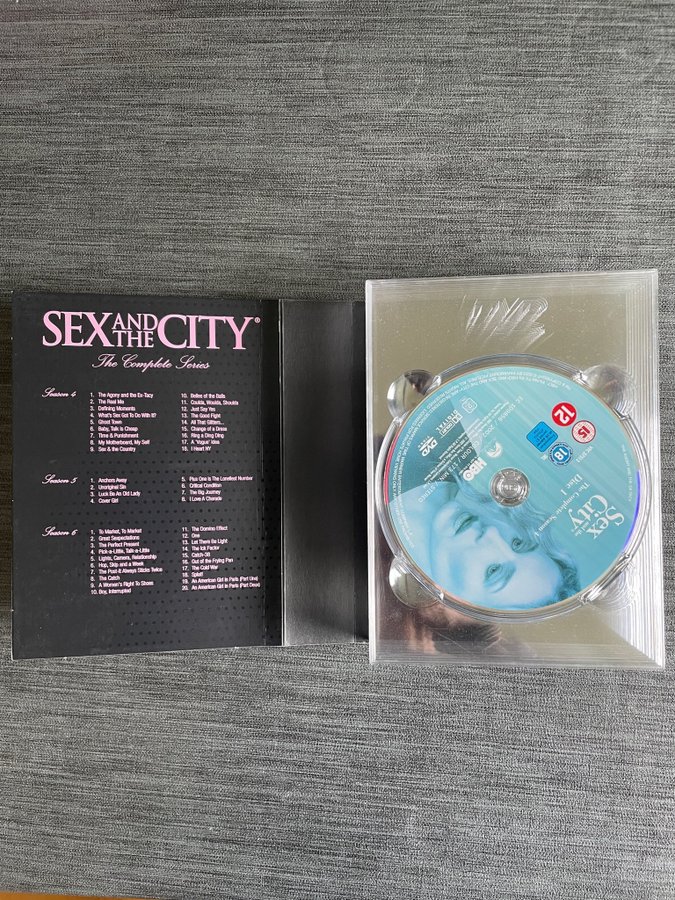 SEX AND THE CITY®
The Complete Series
Season 4
1. The Agony and the Ex-Tacy
2. The Real Me
3. Defining Moments
4. What's Sex Got To Do With It?
5. Ghost Town
6. Baby, Talk is Cheap
7. Time & Punishment
8. My Motherboard, My Self
9. Sex & the Country
10. Belles of the Balls
11. Coulda, Woulda, Shoulda
12. Just Say Yes
13. The Good Fight
14. All That Glitters...
15. Change of a Dress
16. Ring a Ding Ding
17. A 'Vogue' Idea
18. I Heart NY
Season 5
1. Anchors Away
2. Unoriginal Sin
3. Luck Be An Old Lady
4. Cover Girl
5. Plus One is The Loneliest Number
6. Critical Condition
7. The Big Journey
8. I Love A Charade
Season 6
1. To Market, To Market
2. Great Sexpectations
3. The Perfect Present
4. Pick-a-Little, Talk-a-Little
5. Lights, Camera, Relationship
6. Hop, Skip and a Week
7. The Post-It Always Sticks Twice
8. The Catch
9. A Woman's Right To Shoes
10. Boy, Interrupted
11. The Domino Effect
12. One
13. Let There Be Light
14. The Ick Factor
15. Catch-38
16. Out of the Frying Pan
17. The Cold War
18. Splat!
19. An American Girl in Paris (Part One)
20. An American Girl in Paris (Part Deux)
Sex and the City
The Complete Season
Disc
12
15
18
HBO
DVD
VIDEO